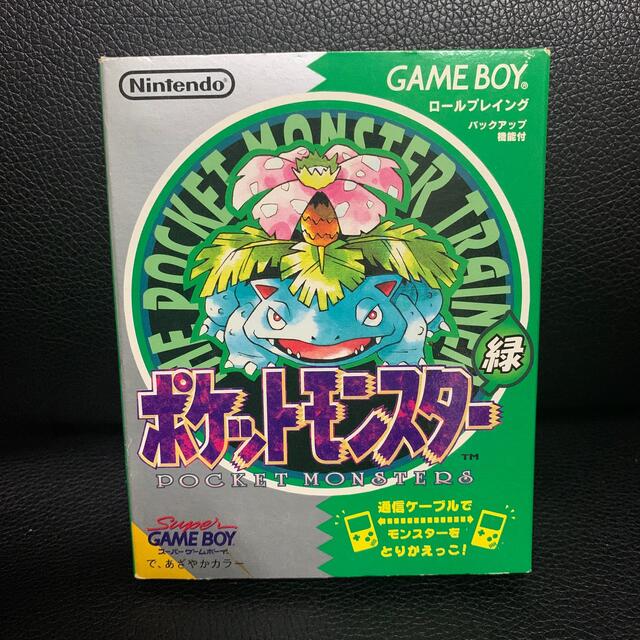 Nintendo
GAME BOY®
ロールプレイング
バックアップ
機能付
THE POCKET MONSTER TRAINER
緑
ポケットモンスター
TM
POCKET MONSTERS
Super
GAME BOY
スーパーゲームボーイ
で、あざやかカラー
通信ケーブルで
モンスターを
とりかえっこ!